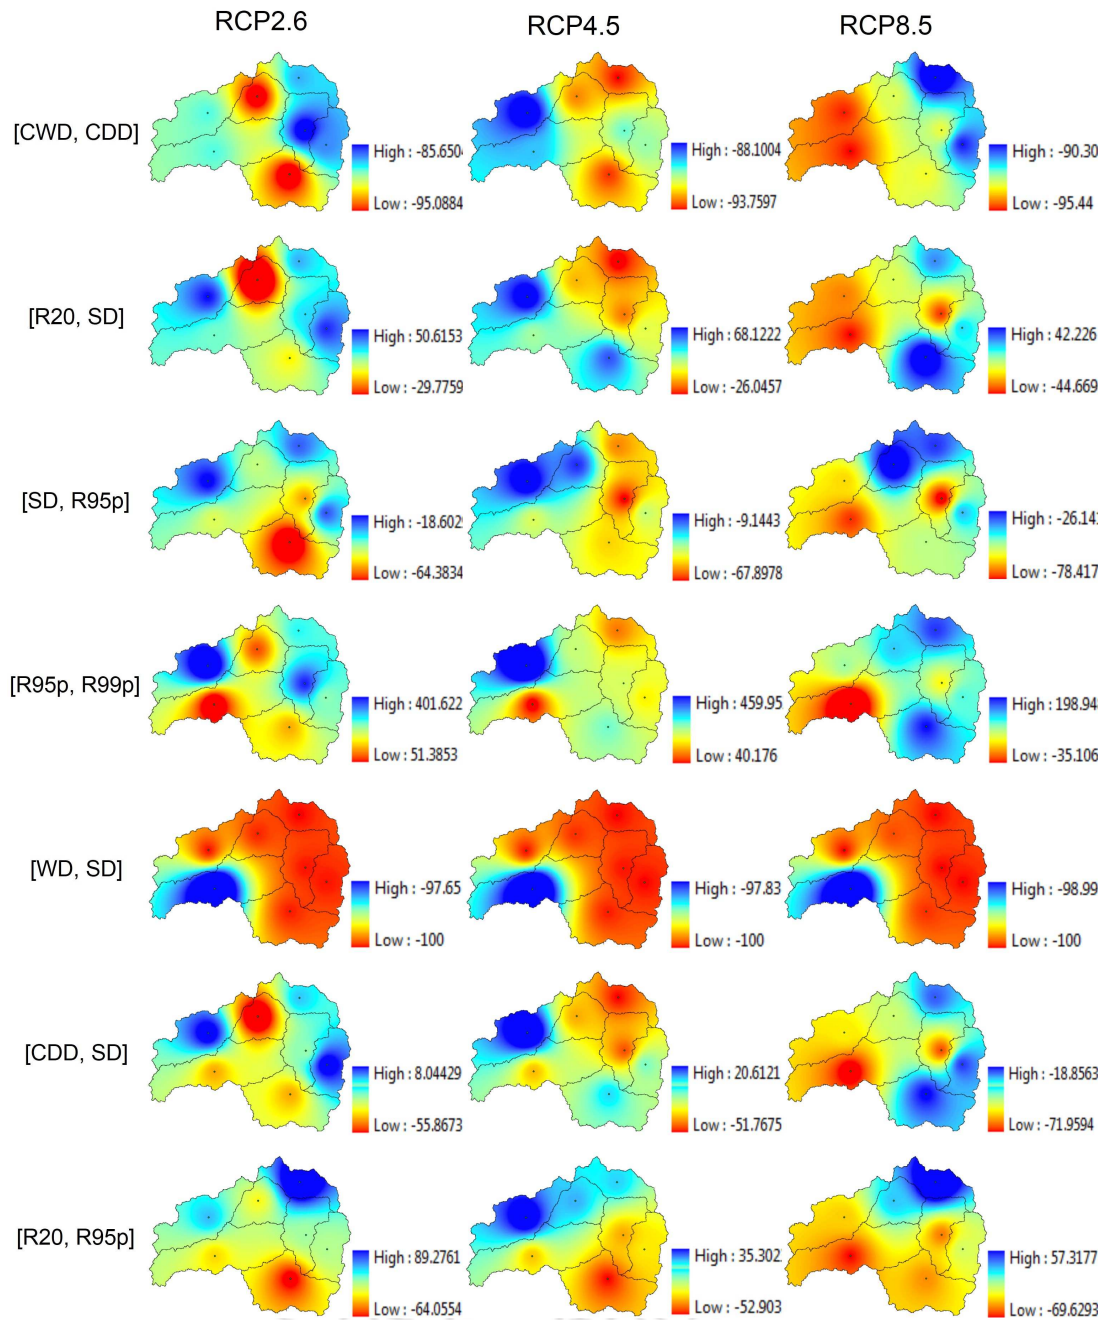 RCP2.6 RCP4.5 RCP8.5
[CWD, CDD]
High : -85.650
Low : -95.0884
High : -88.1004
Low : -93.7597
High : -90.30
Low : -95.44
[R20, SD]
High : 50.6153
Low : -29.7759
High : 68.1222
Low : -26.0457
High : 42.226
Low : -44.669
[SD, R95p]
High : -18.602
Low : -64.3834
High : -9.1443
Low : -67.8978
High : -26.14
Low : -78.417
[R95p, R99p]
High : 401.622
Low : 51.3853
High : 459.95
Low : 40.176
High : 198.94
Low : -35.106
[WD, SD]
High : -97.65
Low : -100
High : -97.83
Low : -100
High : -98.99
Low : -100
[CDD, SD]
High : 8.04429
Low : -55.8673
High : 20.6121
Low : -51.7675
High : -18.8563
Low : -71.9594
[R20, R95p]
High : 89.2761
Low : -64.0554
High : 35.302
Low : -52.903
High : 57.3177
Low : -69.6293